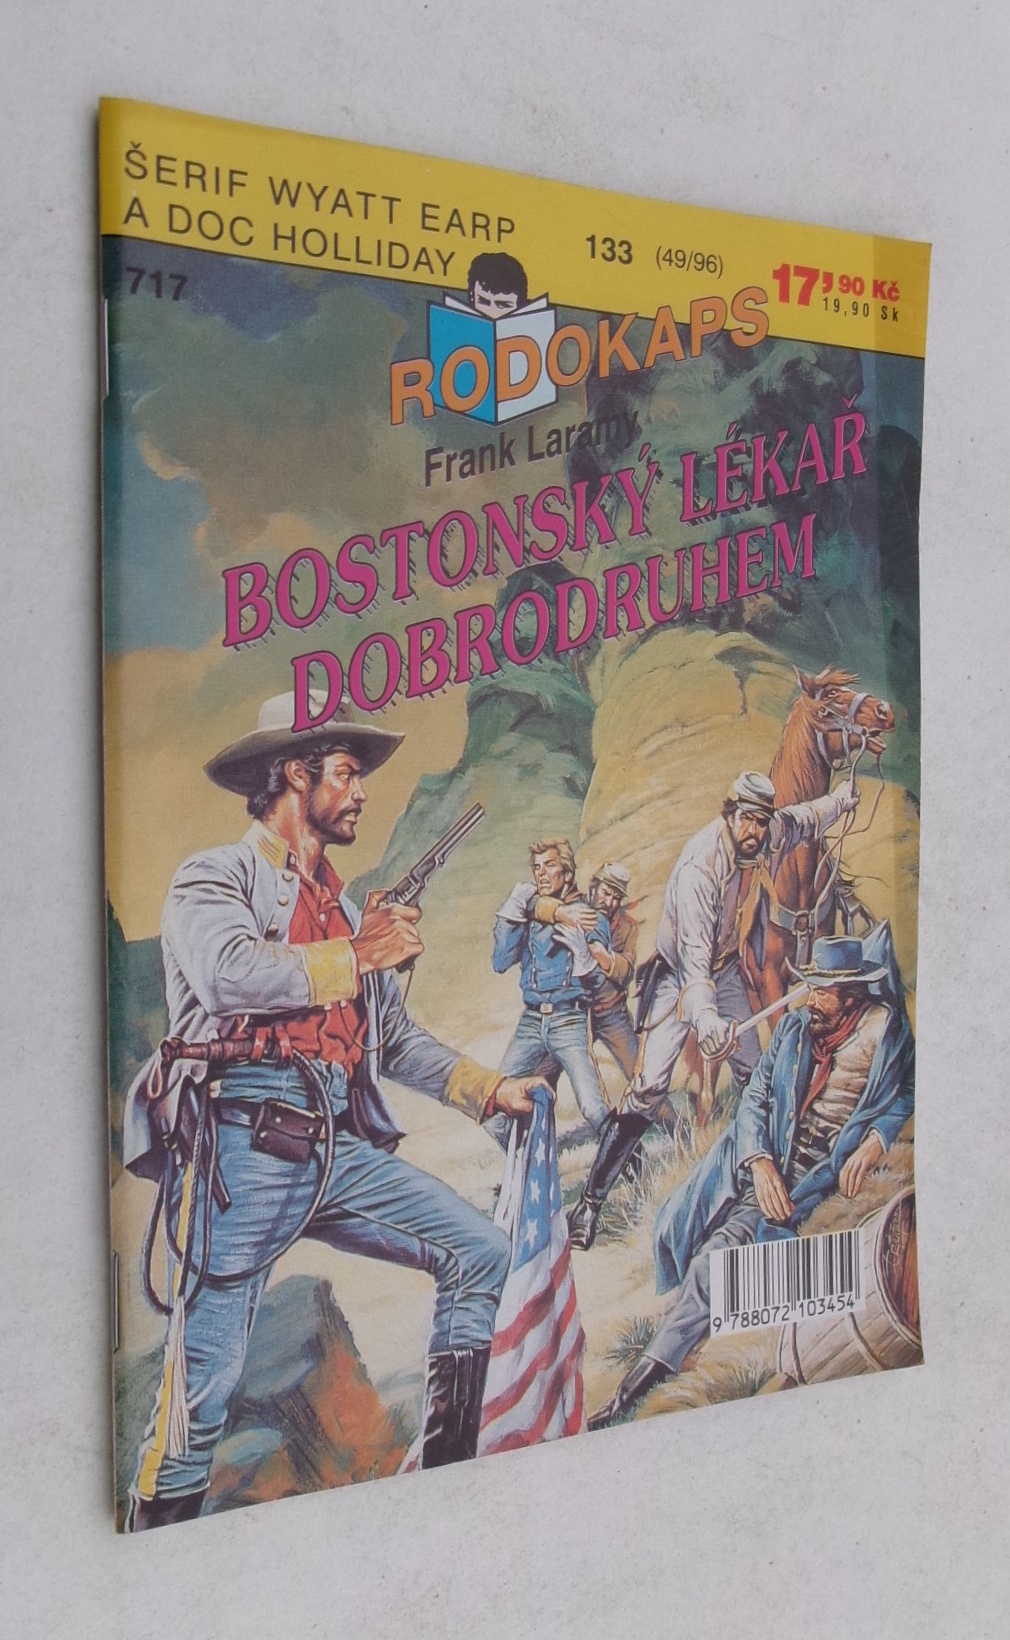 ŠERIF WYATT EARP
A DOC HOLLIDAY
133 (49/96)
17,90 Kč
19,90 Sk
717
RODOKAPS
Frank Laramy
BOSTONSKÝ LÉKAŘ
DOBRODRUHEM
9 788072 103454